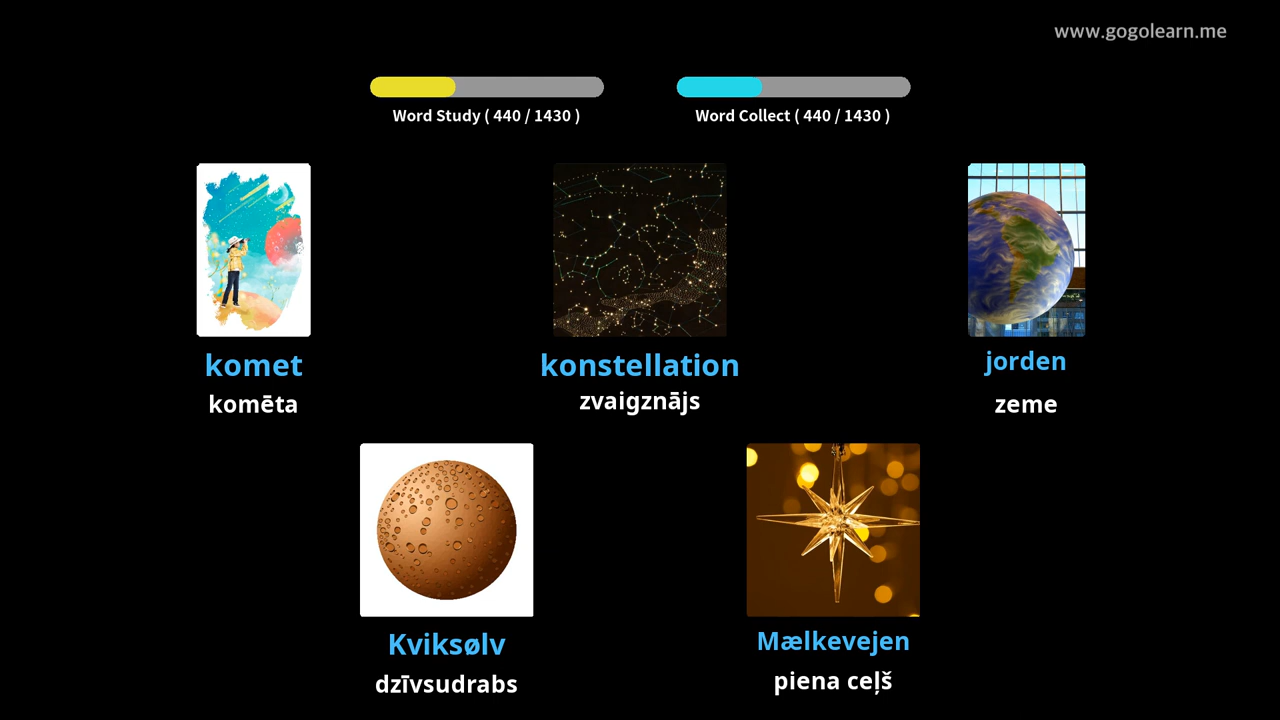 www.gogolearn.me
Word Study ( 440 / 1430 )
Word Collect ( 440 / 1430 )
komet
komēta
konstellation
zvaigznājs
jorden
zeme
Kviksølv
dzīvsudrabs
Mælkevejen
piena ceļš